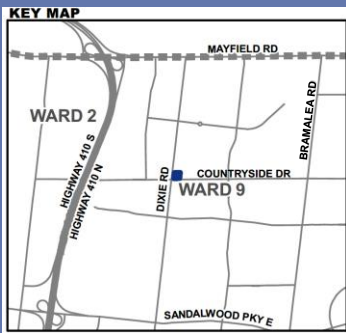 KEY MAP
MAYFIELD RD
WARD 2
BRAMALEA RD
HIGHWAY 410 S
HIGHWAY 410 N
DIXIE RD
COUNTRYSIDE DR
WARD 9
SANDALWOOD PKY E